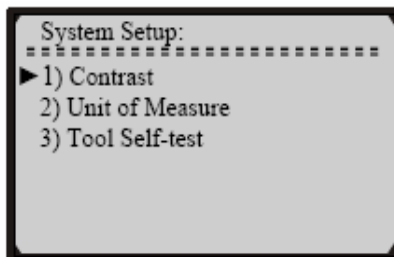 System Setup:
==========================
►1) Contrast
2) Unit of Measure
3) Tool Self-test